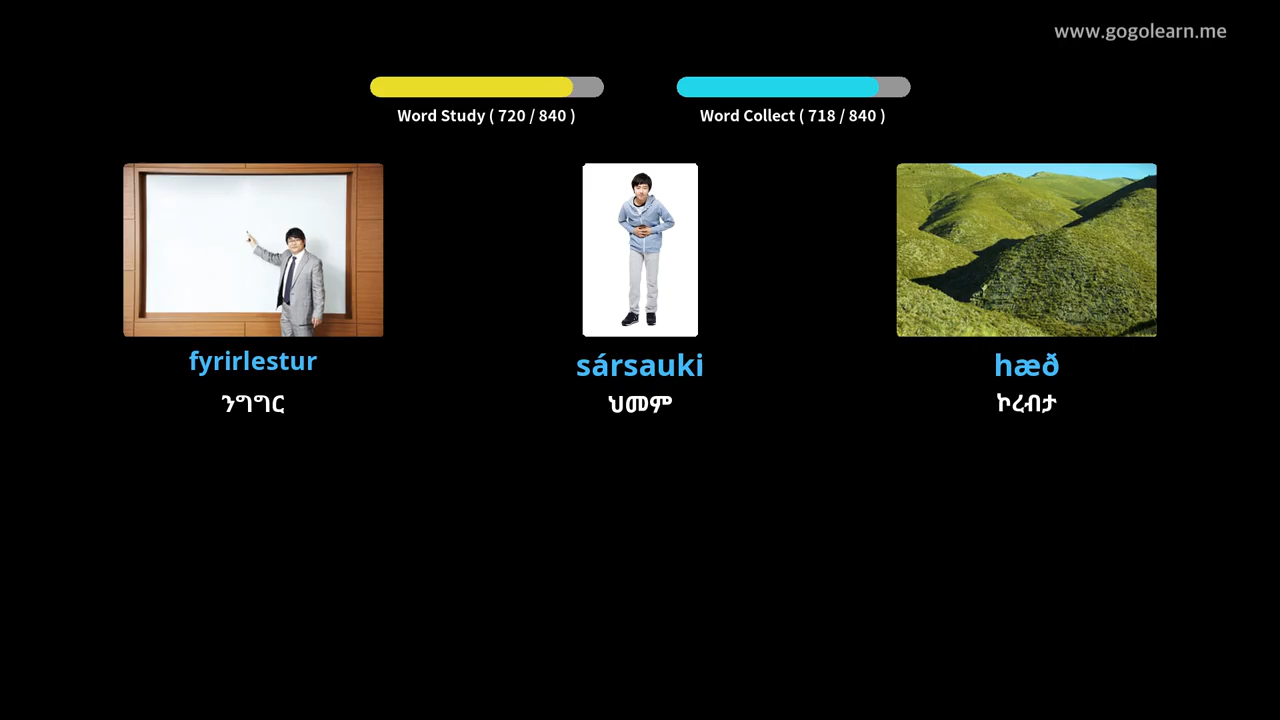 www.gogolearn.me
Word Study ( 720 / 840 )
Word Collect ( 718 / 840 )
fyrirlestur
sársauki
hæð
ንግግር
ህመም
ኮረብታ